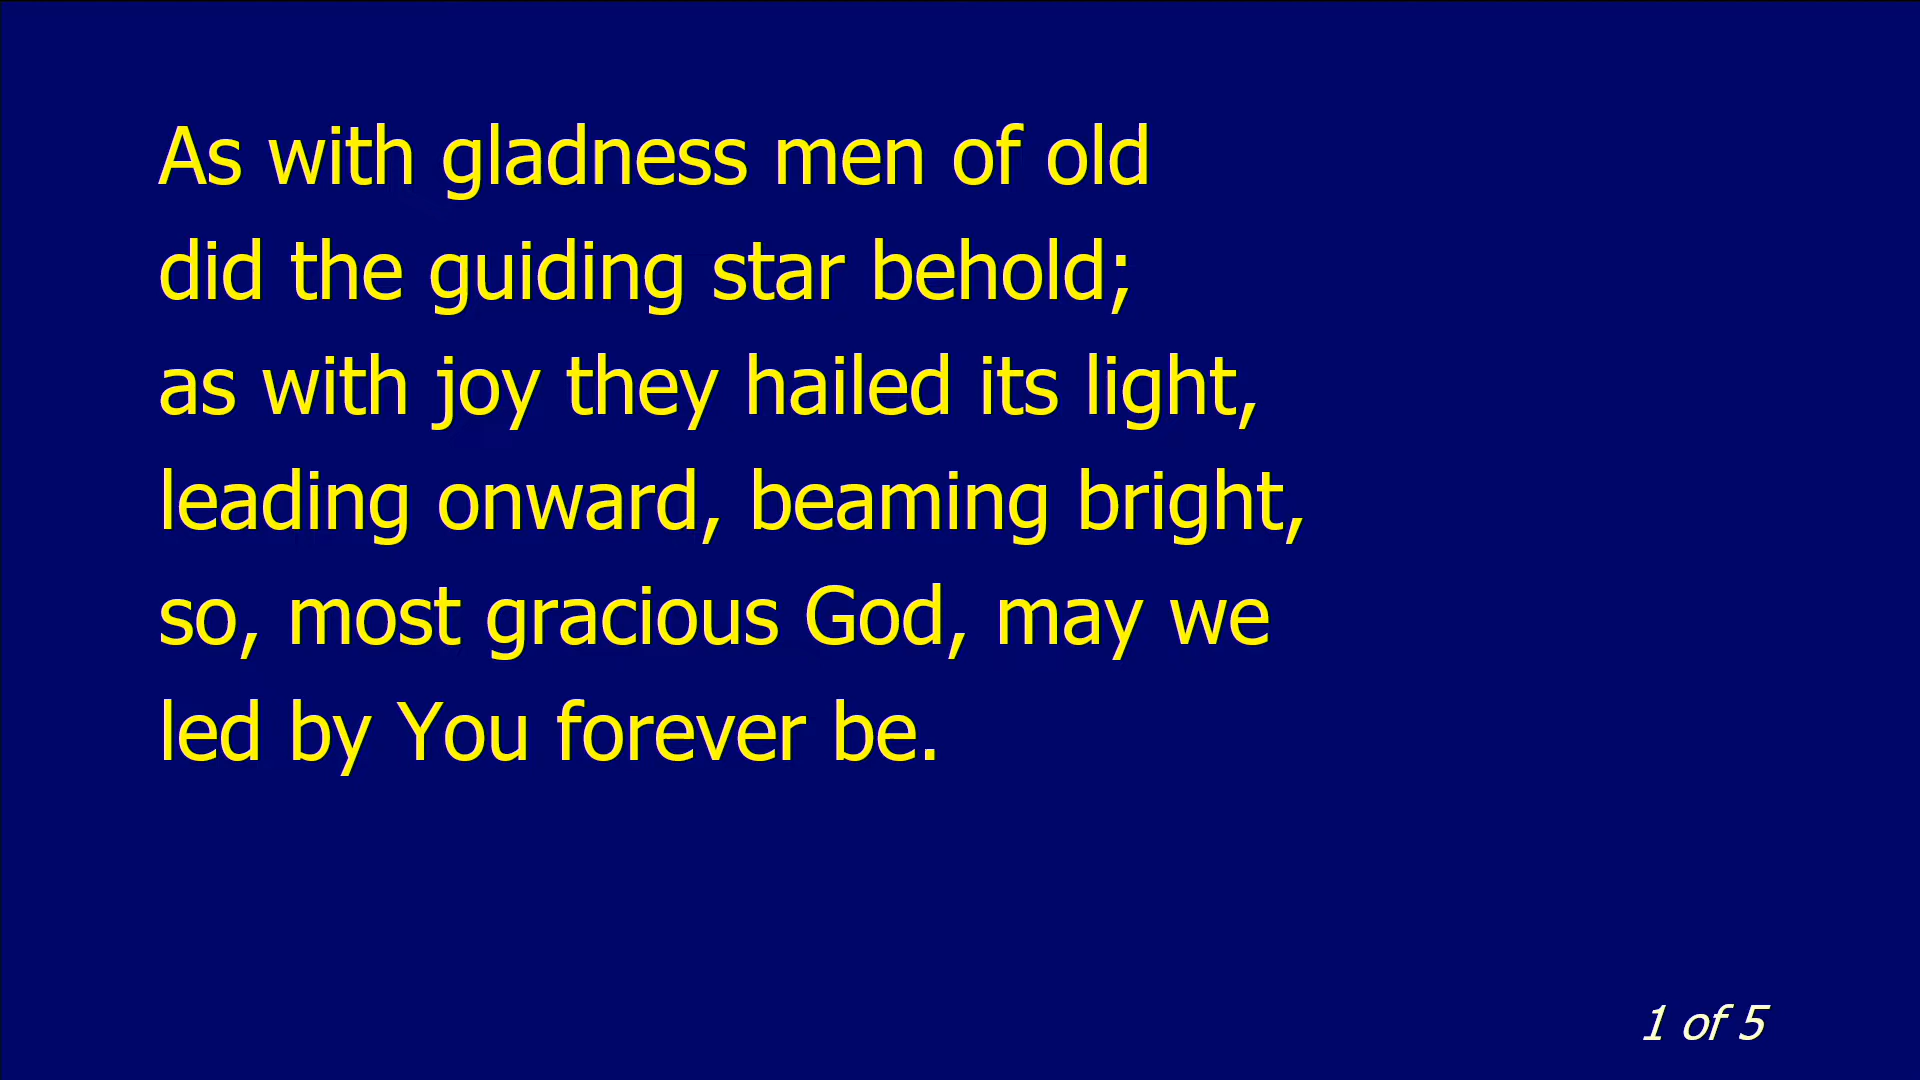 As with gladness men of old
did the guiding star behold;
as with joy they hailed its light,
leading onward, beaming bright,
so, most gracious God, may we
led by You forever be.
1 of 5